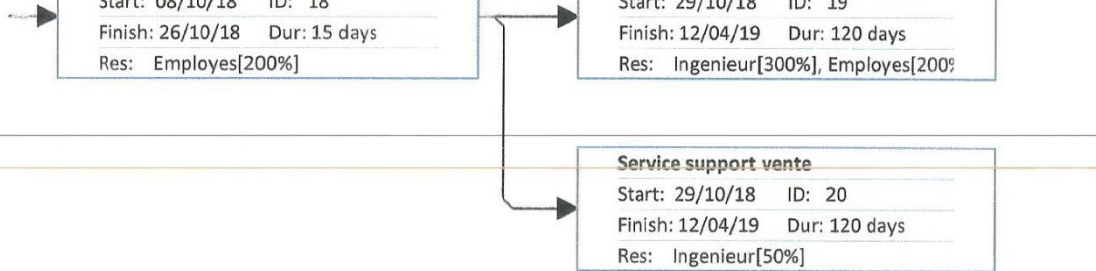 Start: 08/10/18 ID: 18
Finish: 26/10/18 Dur: 15 days
Res: Employes[200%]
Start: 29/10/18 ID: 19
Finish: 12/04/19 Dur: 120 days
Res: Ingenieur[300%], Employes[200%
Service support vente
Start: 29/10/18 ID: 20
Finish: 12/04/19 Dur: 120 days
Res: Ingenieur[50%]